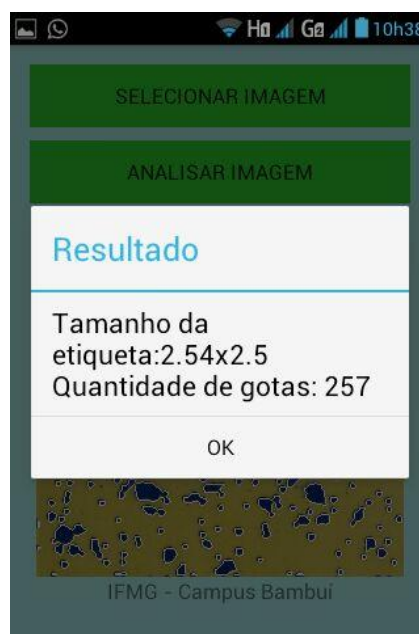 H G2 10h38
SELECIONAR IMAGEM
ANALISAR IMAGEM
Resultado
Tamanho da
etiqueta:2.54x2.5
Quantidade de gotas: 257
OK
IFMG - Campus Bambuí